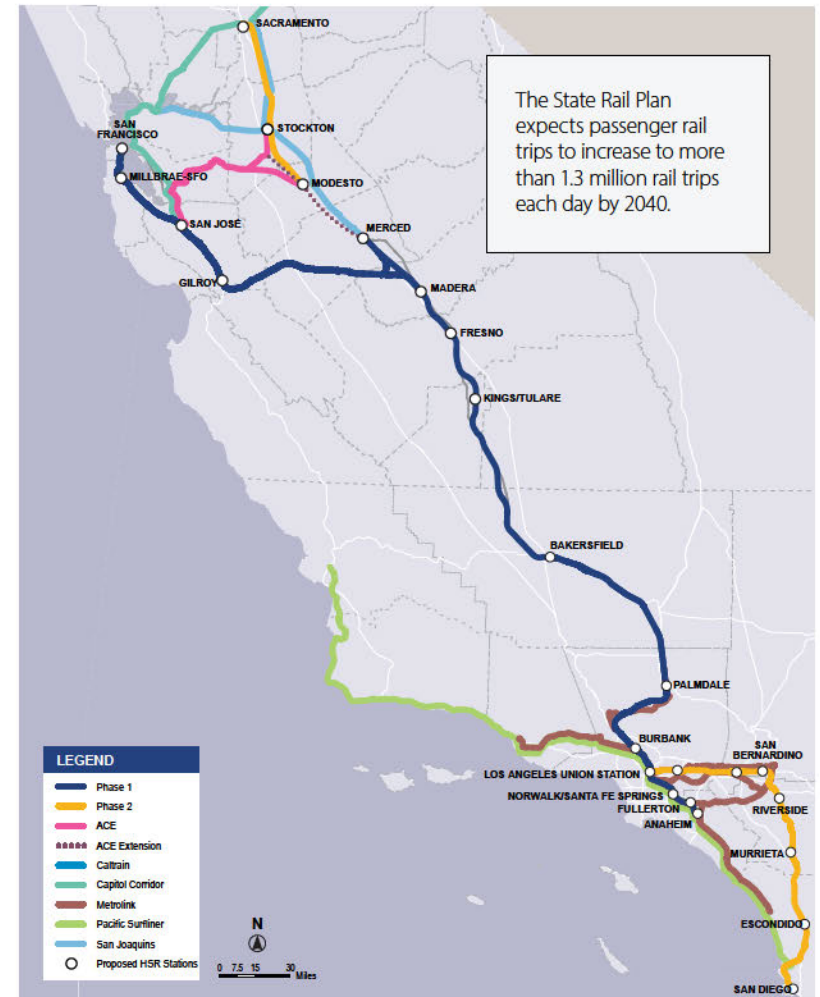 SACRAMENTO
The State Rail Plan
expects passenger rail
trips to increase to more
than 1.3 million rail trips
each day by 2040.
SAN
FRANCISCO
STOCKTON
MILLBRAE-SFO
MODESTO
SAN JOSÉ
MERCED
GILROY
MADERA
FRESNO
KINGS/TULARE
BAKERSFIELD
PALMDALE
BURBANK
SAN
BERNARDINO
LOS ANGELES UNION STATION
NORWALK/SANTA FE SPRINGS
FULLERTON
RIVERSIDE
ANAHEIM
MURRIETA
ESCONDIDO
SAN DIEGO
LEGEND
Phase 1
Phase 2
ACE
ACE Extension
Caltrain
Capitol Corridor
Metrolink
Pacific Surfliner
San Joaquins
Proposed HSR Stations
N
0 7.5 15 30
Miles